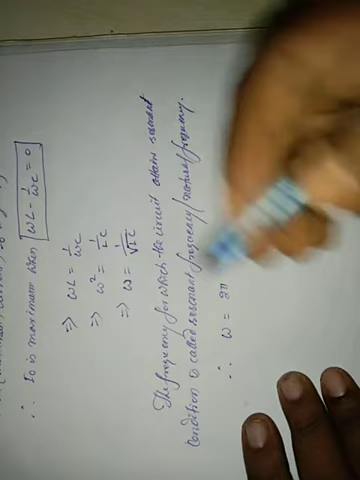 ∴ I₀ is maximum when ωL - 1/ωC = 0
⇒ ωL = 1/ωC
⇒ ω² = 1/LC
⇒ ω = 1/√LC
The frequency for which the circuit attains resonant
condition is called resonant frequency/natural frequency.
∴ ω = 2π